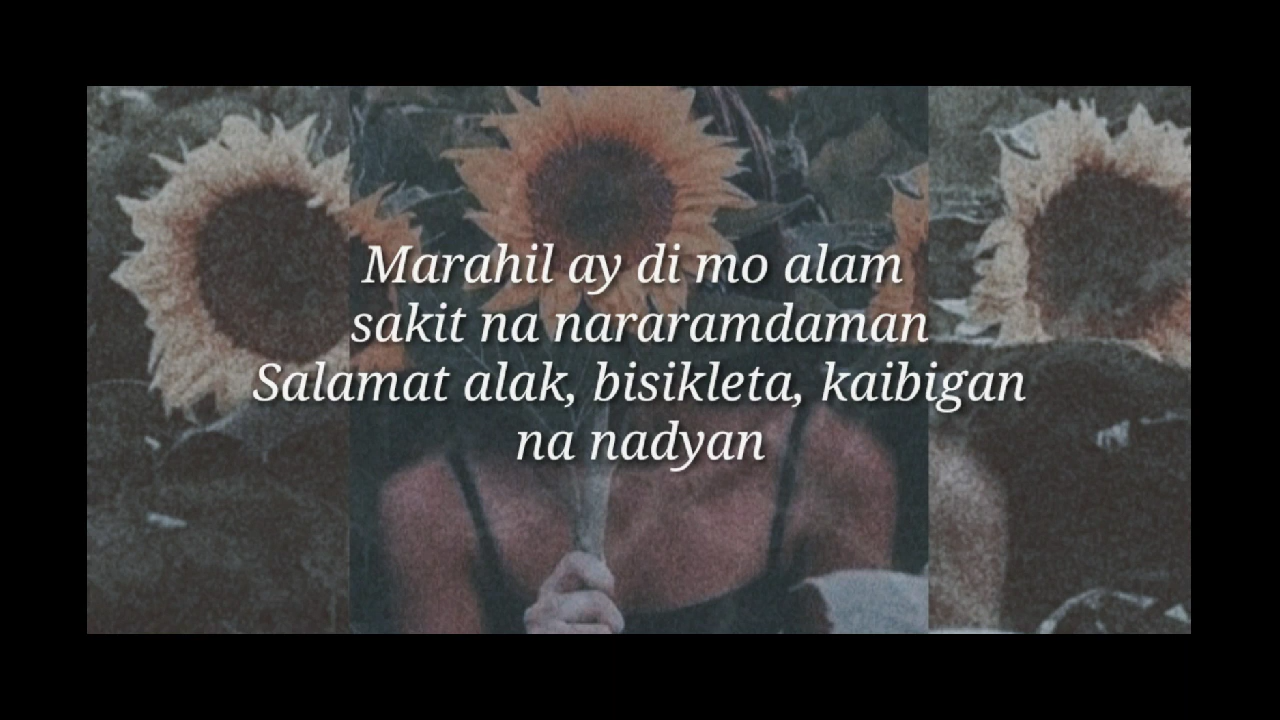 Marahil ay di mo alam
sakit na nararamdaman
Salamat alak, bisikleta, kaibigan
na nadyan